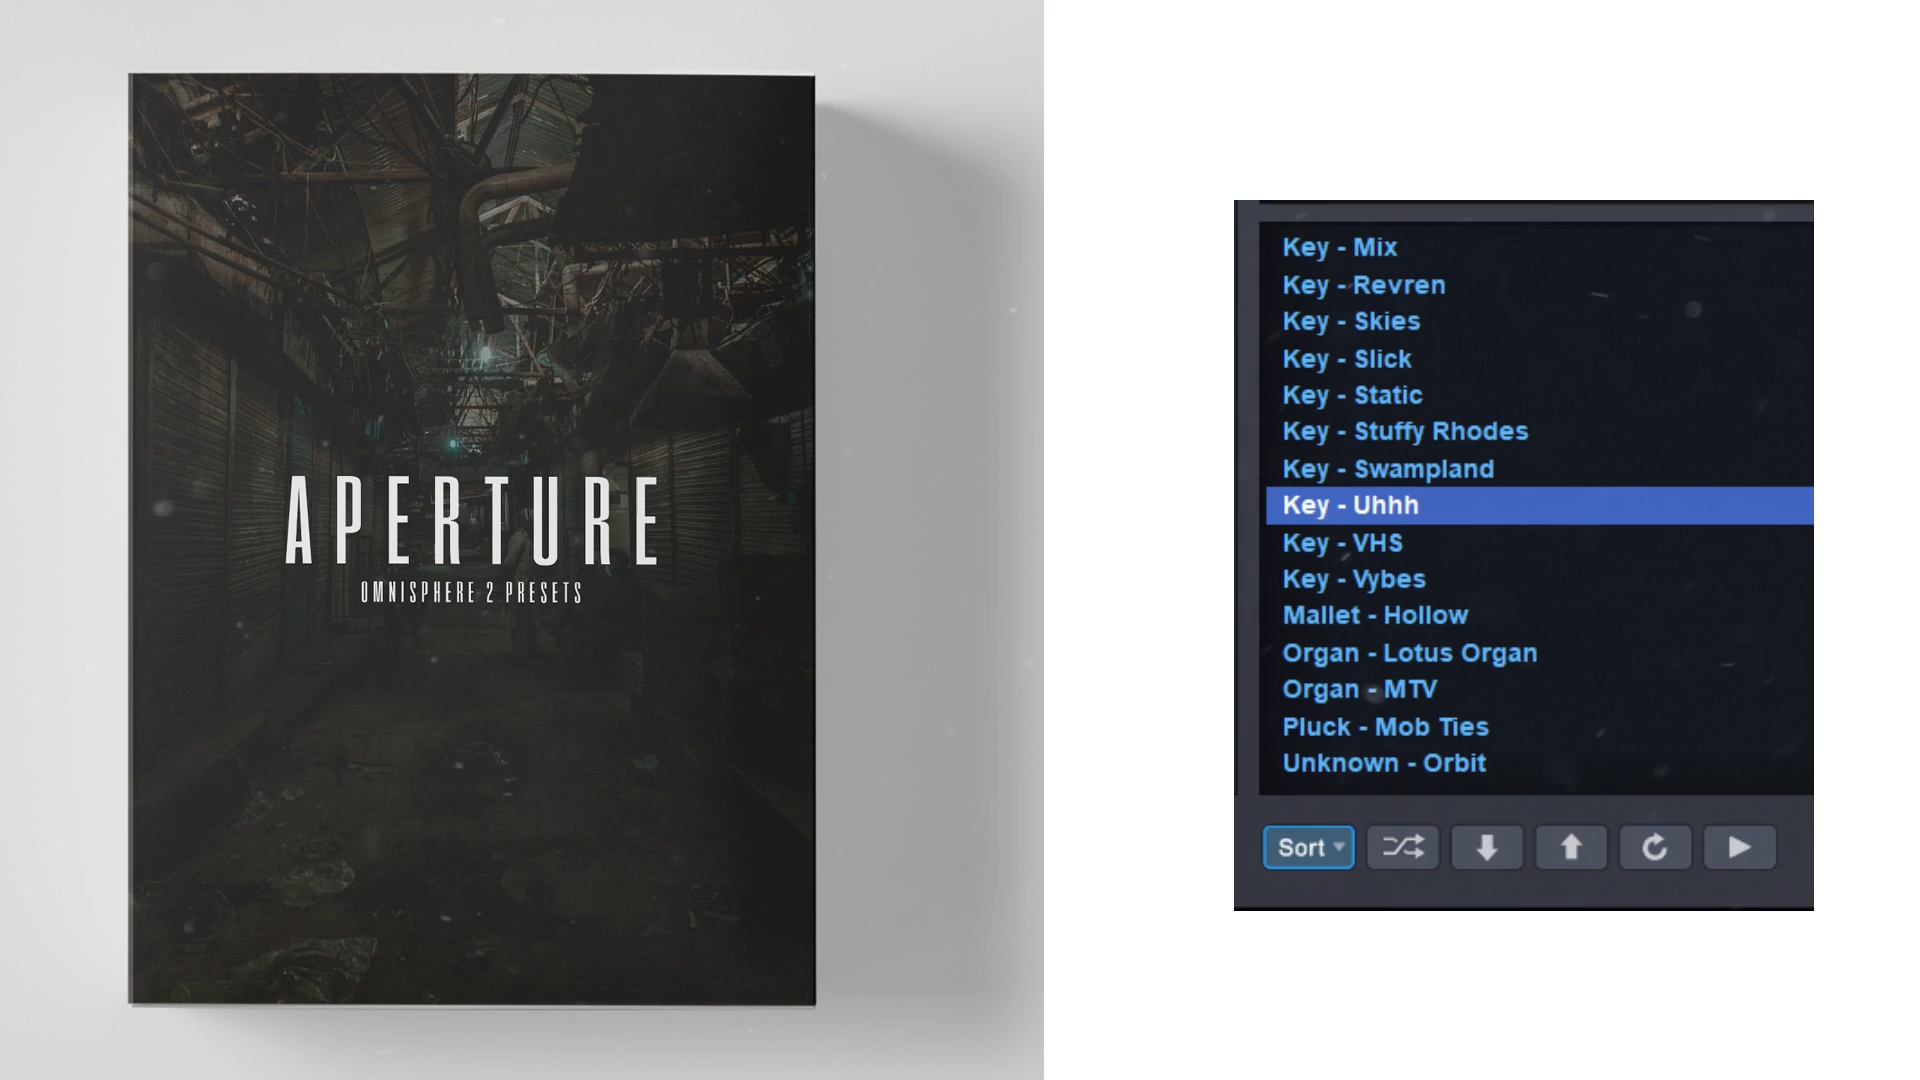 APERTURE
OMNISPHERE 2 PRESETS
Key - Mix
Key - Revren
Key - Skies
Key - Slick
Key - Static
Key - Stuffy Rhodes
Key - Swampland
Key - Uhhh
Key - VHS
Key - Vybes
Mallet - Hollow
Organ - Lotus Organ
Organ - MTV
Pluck - Mob Ties
Unknown - Orbit
Sort